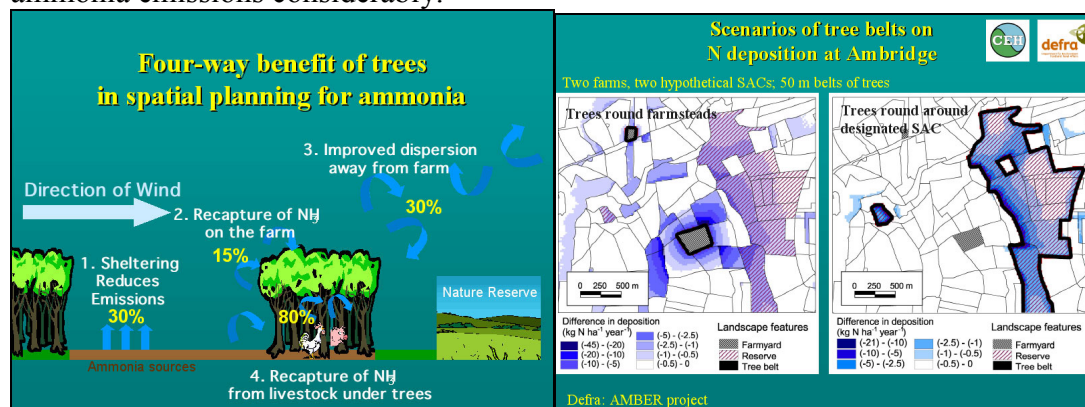 ammonia emissions considerably.
Four-way benefit of trees
in spatial planning for ammonia
Direction of Wind
1. Sheltering
Reduces
Emissions
30%
Ammonia sources
2. Recapture of NH3
on the farm
15%
3. Improved dispersion
away from farm
30%
80%
4. Recapture of NH3
from livestock under trees
Nature Reserve
Scenarios of tree belts on
N deposition at Ambridge
CEH
defra
Two farms, two hypothetical SACs; 50 m belts of trees
Trees round farmsteads
0 250 500 m
Difference in deposition
(kg N ha⁻¹ year⁻¹)
(-45) - (-20)
(-20) - (-10)
(-10) - (-5)
(-5) - (-2.5)
(-2.5) - (-1)
(-1) - (-0.5)
(-0.5) - 0
Landscape features
Farmyard
Reserve
Tree belt
Trees round around
designated SAC
0 250 500 m
Difference in deposition
(kg N ha⁻¹ year⁻¹)
(-21) - (-10)
(-10) - (-5)
(-5) - (-2.5)
(-2.5) - (-1)
(-1) - (-0.5)
(-0.5) - 0
Landscape features
Farmyard
Reserve
Tree belt
Defra: AMBER project